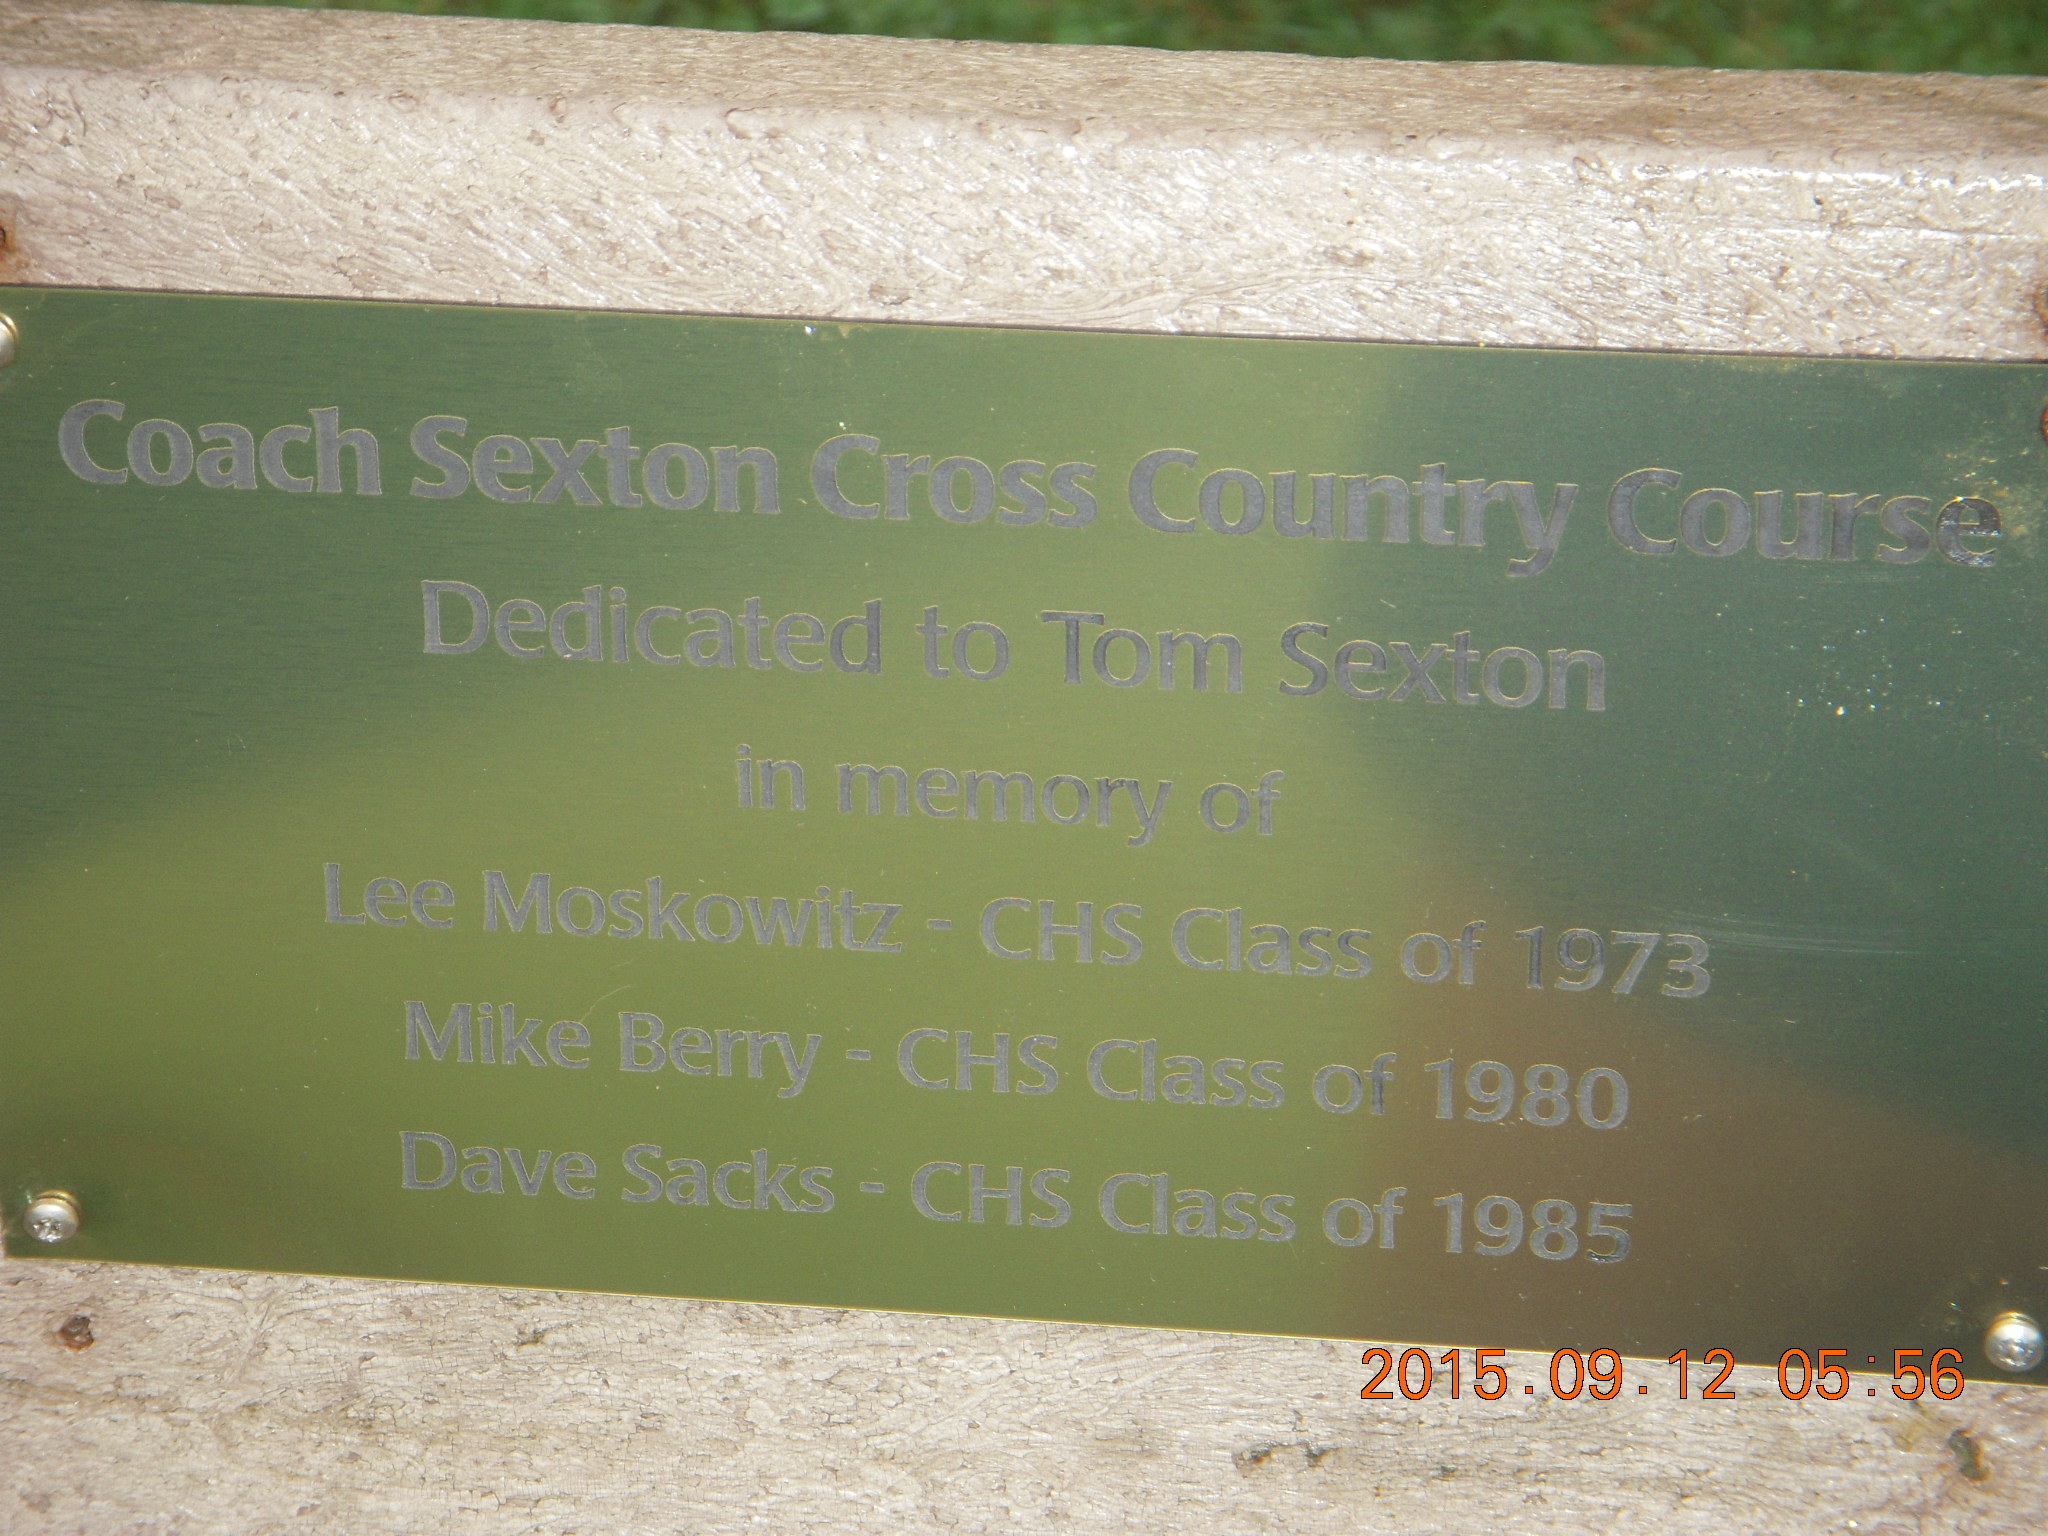 Coach Sexton Cross Country Course
Dedicated to Tom Sexton
in memory of
Lee Moskowitz - CHS Class of 1973
Mike Berry - CHS Class of 1980
Dave Sacks - CHS Class of 1985
2015.09.12 05:56